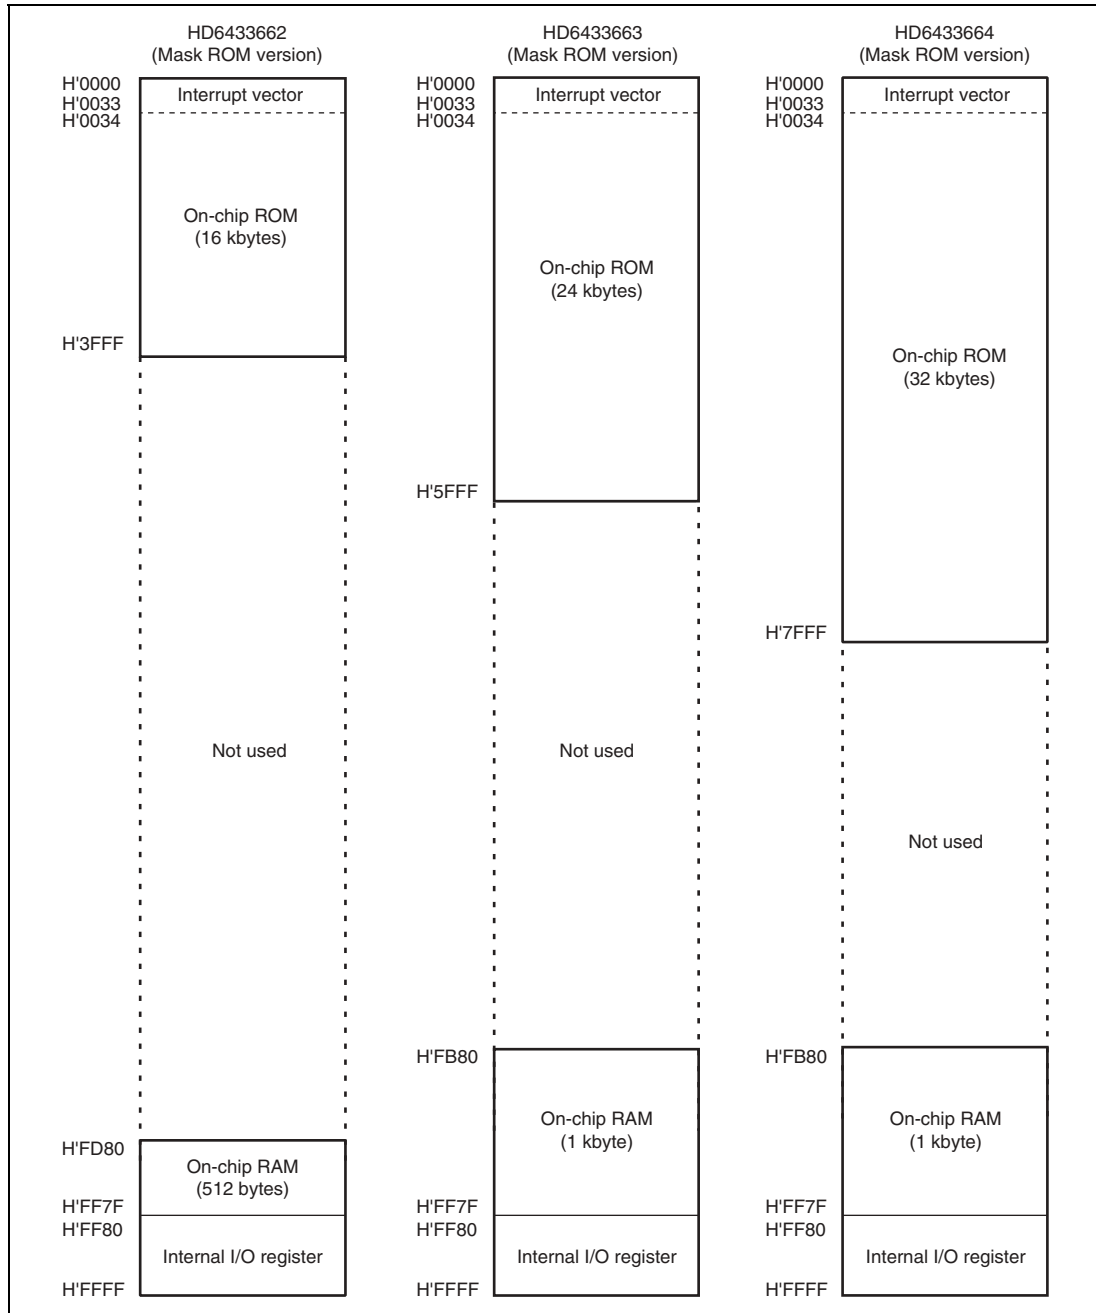 HD6433662
(Mask ROM version)
H'0000
H'0033
H'0034
Interrupt vector
On-chip ROM
(16 kbytes)
H'3FFF
Not used
H'FD80
On-chip RAM
(512 bytes)
H'FF7F
H'FF80
Internal I/O register
H'FFFF
HD6433663
(Mask ROM version)
H'0000
H'0033
H'0034
Interrupt vector
On-chip ROM
(24 kbytes)
H'5FFF
Not used
H'FB80
On-chip RAM
(1 kbyte)
H'FF7F
H'FF80
Internal I/O register
H'FFFF
HD6433664
(Mask ROM version)
H'0000
H'0033
H'0034
Interrupt vector
On-chip ROM
(32 kbytes)
H'7FFF
Not used
H'FB80
On-chip RAM
(1 kbyte)
H'FF7F
H'FF80
Internal I/O register
H'FFFF